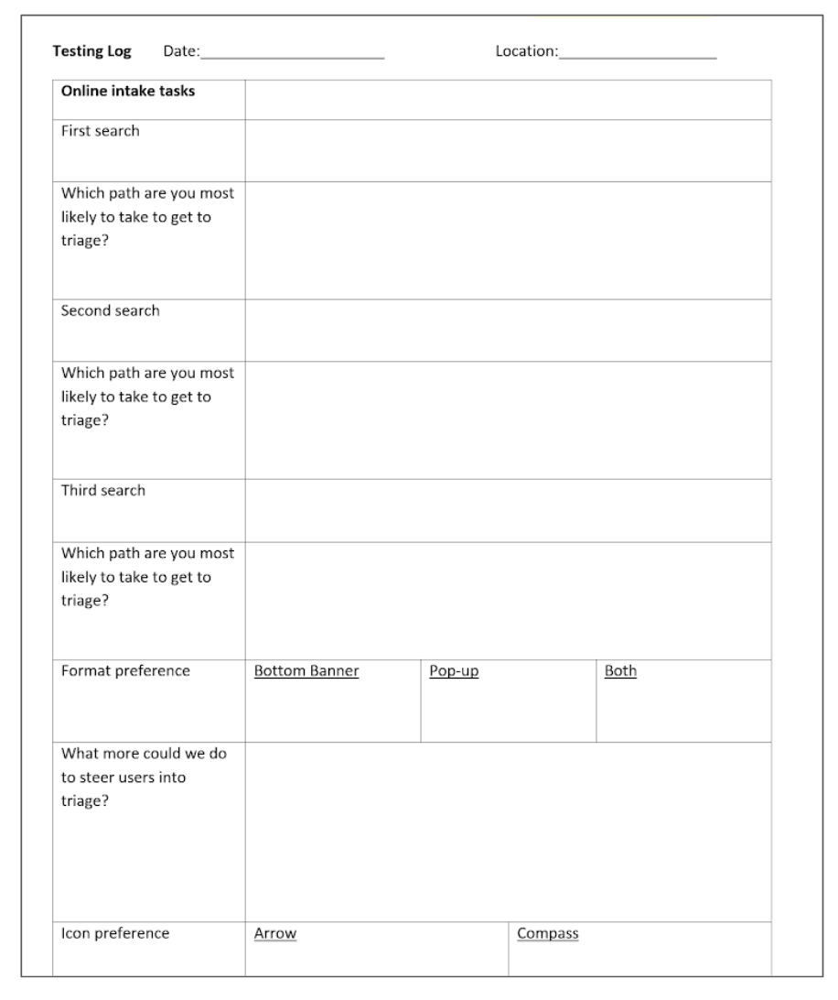 Testing Log Date:_______________________ Location:____________________
Online intake tasks
First search
Which path are you most
likely to take to get to
triage?
Second search
Which path are you most
likely to take to get to
triage?
Third search
Which path are you most
likely to take to get to
triage?
Format preference Bottom Banner Pop-up Both
What more could we do
to steer users into
triage?
Icon preference Arrow Compass